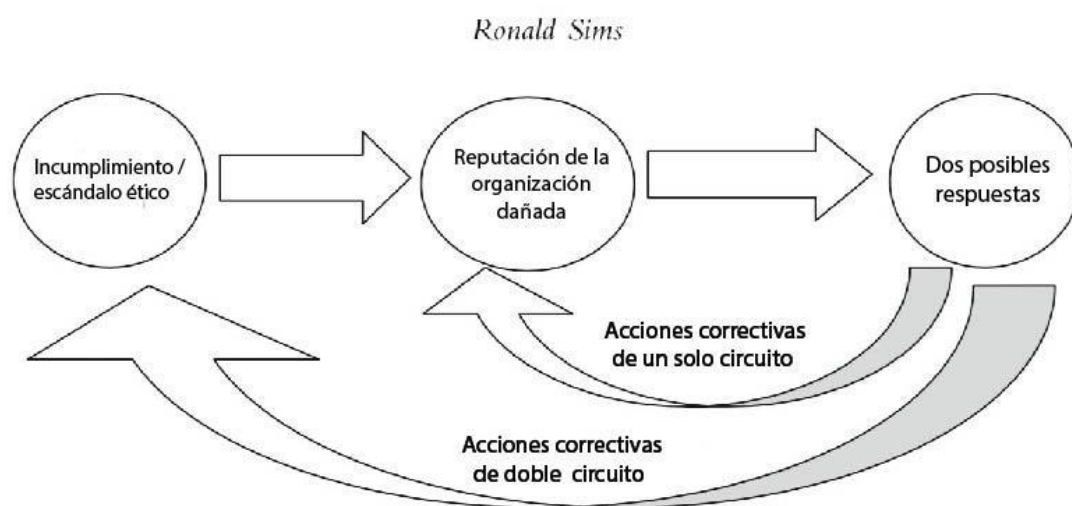 Ronald Sims
Incumplimiento /
escándalo ético
Reputación de la
organización
dañada
Dos posibles
respuestas
Acciones correctivas
de un solo circuito
Acciones correctivas
de doble circuito